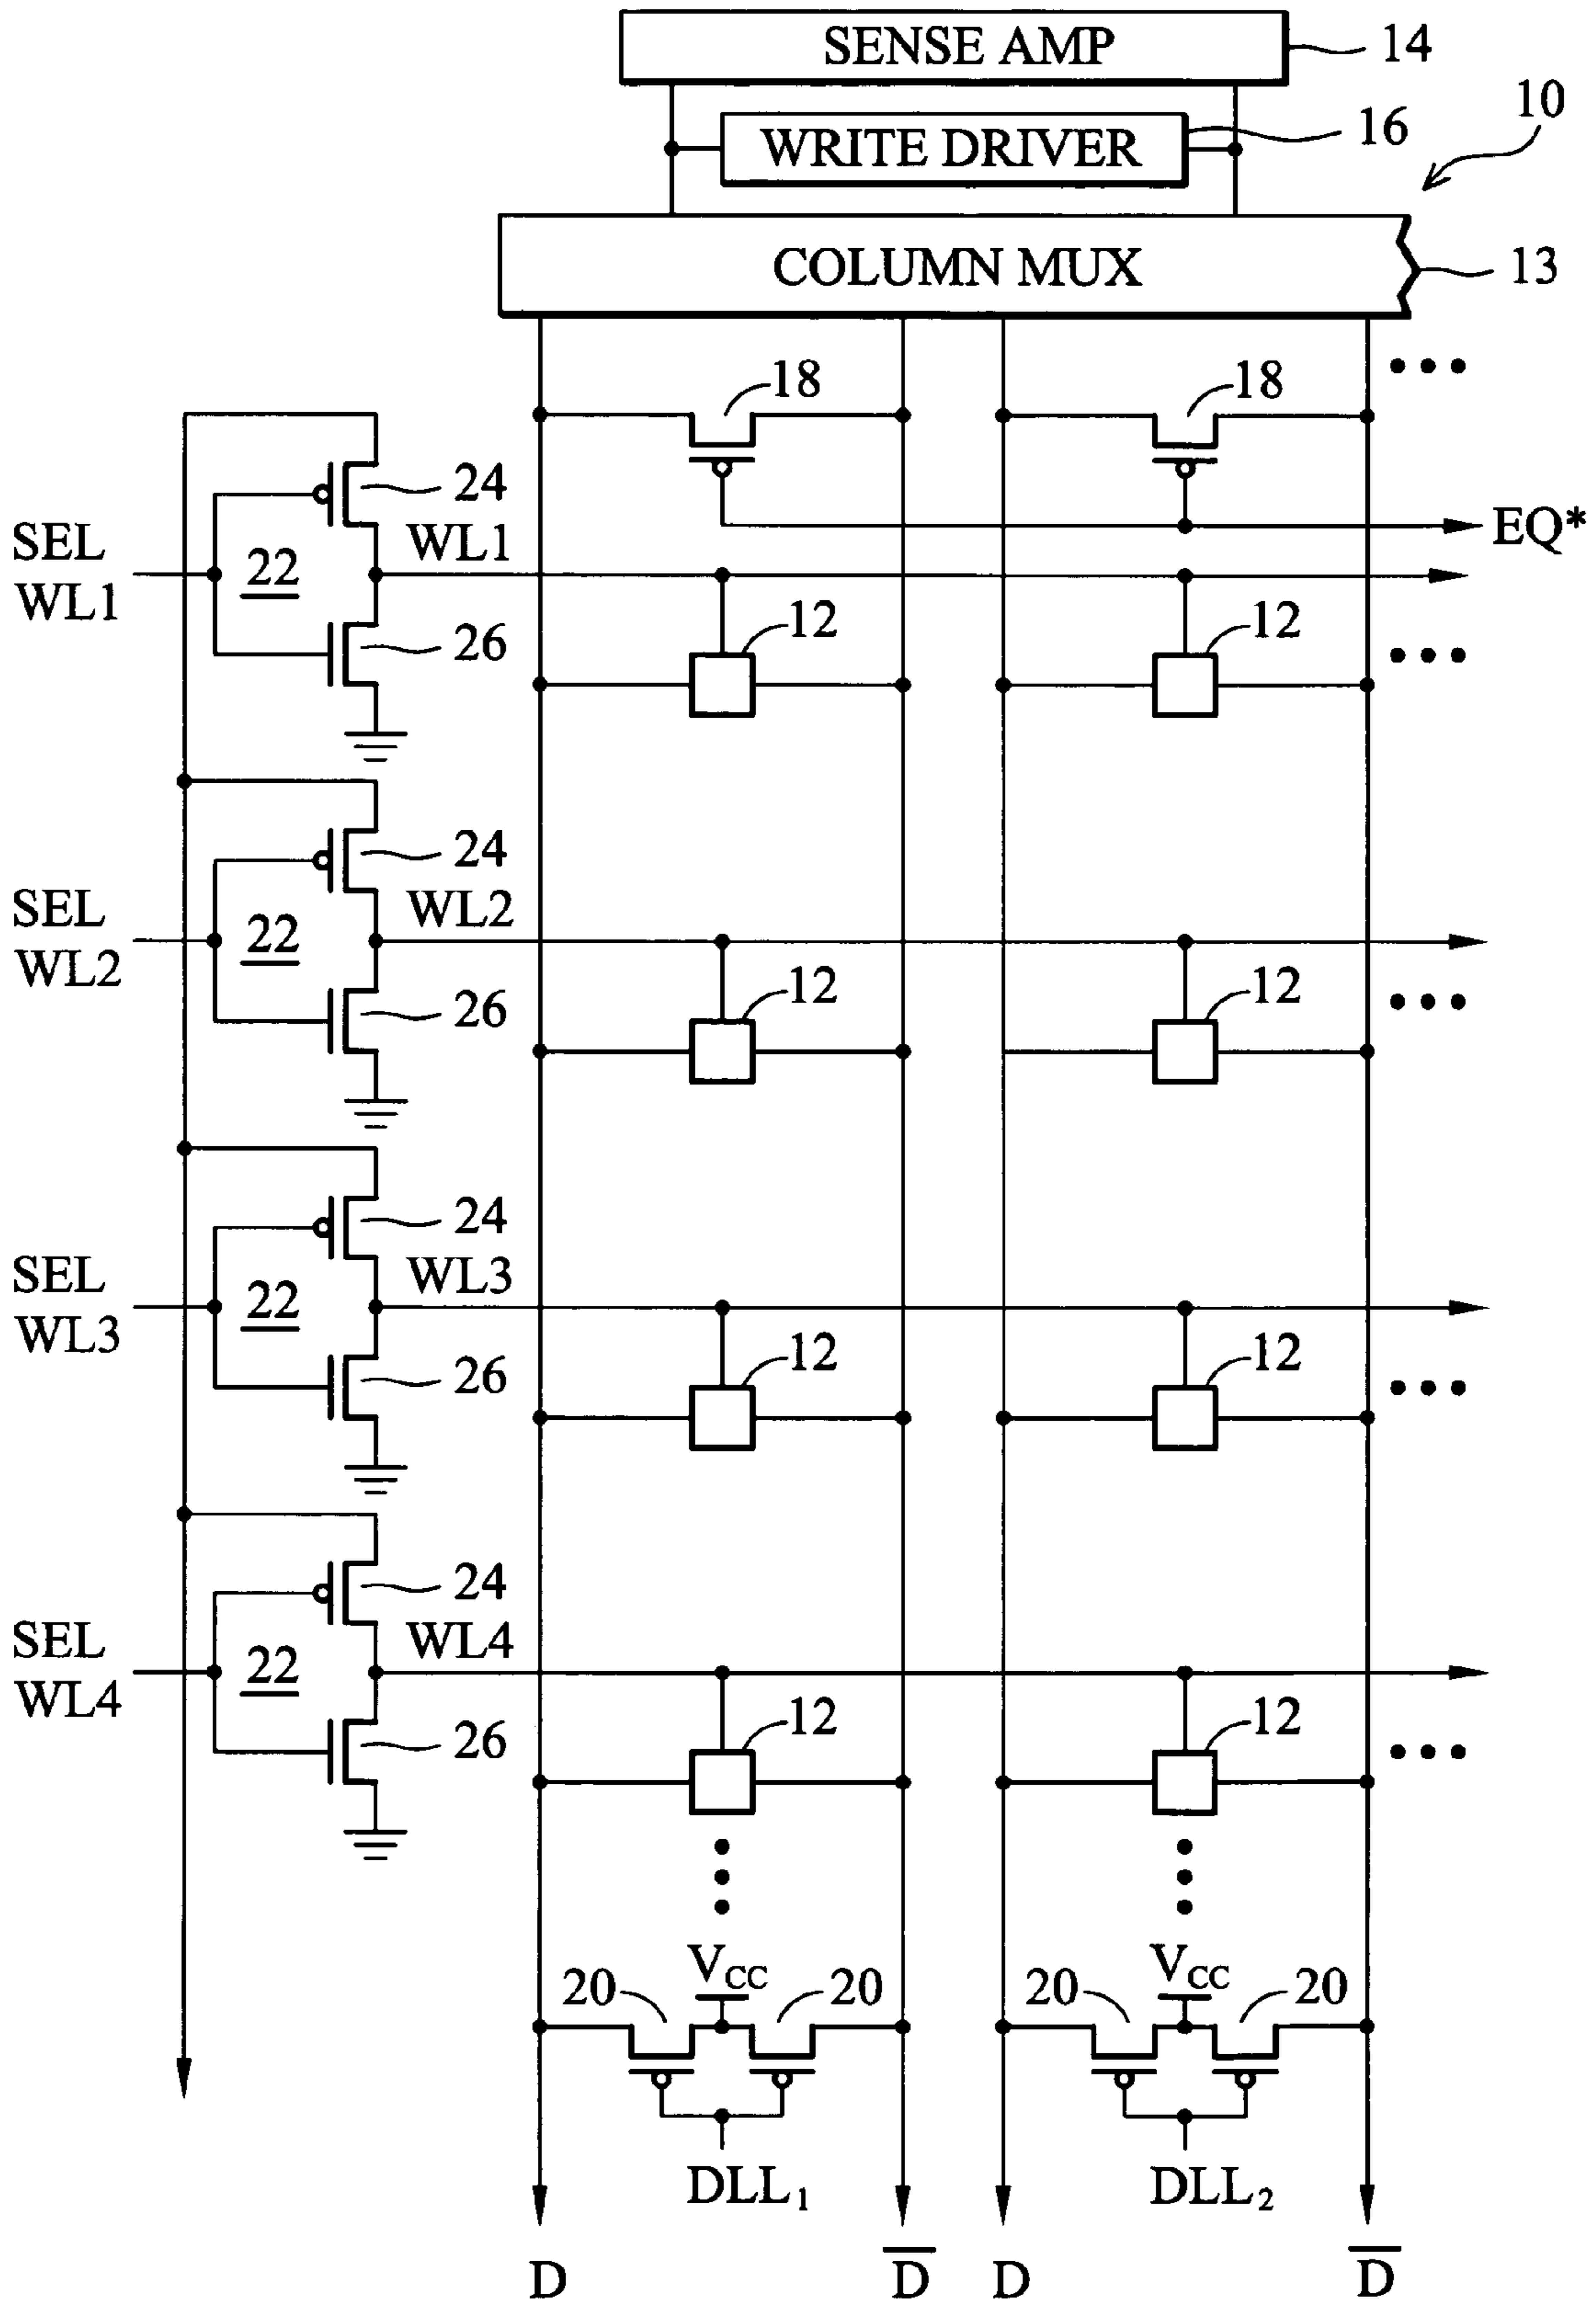 SENSE AMP
14
10
WRITE DRIVER
16
COLUMN MUX
13
18
18
24
SEL
WL1
22
WL1
EQ*
26
12
12
24
SEL
WL2
22
WL2
26
12
12
24
SEL
WL3
22
WL3
26
12
12
24
SEL
WL4
22
WL4
26
12
12
20
VCC
20
20
VCC
20
DLL1
DLL2
D
D̅
D
D̅